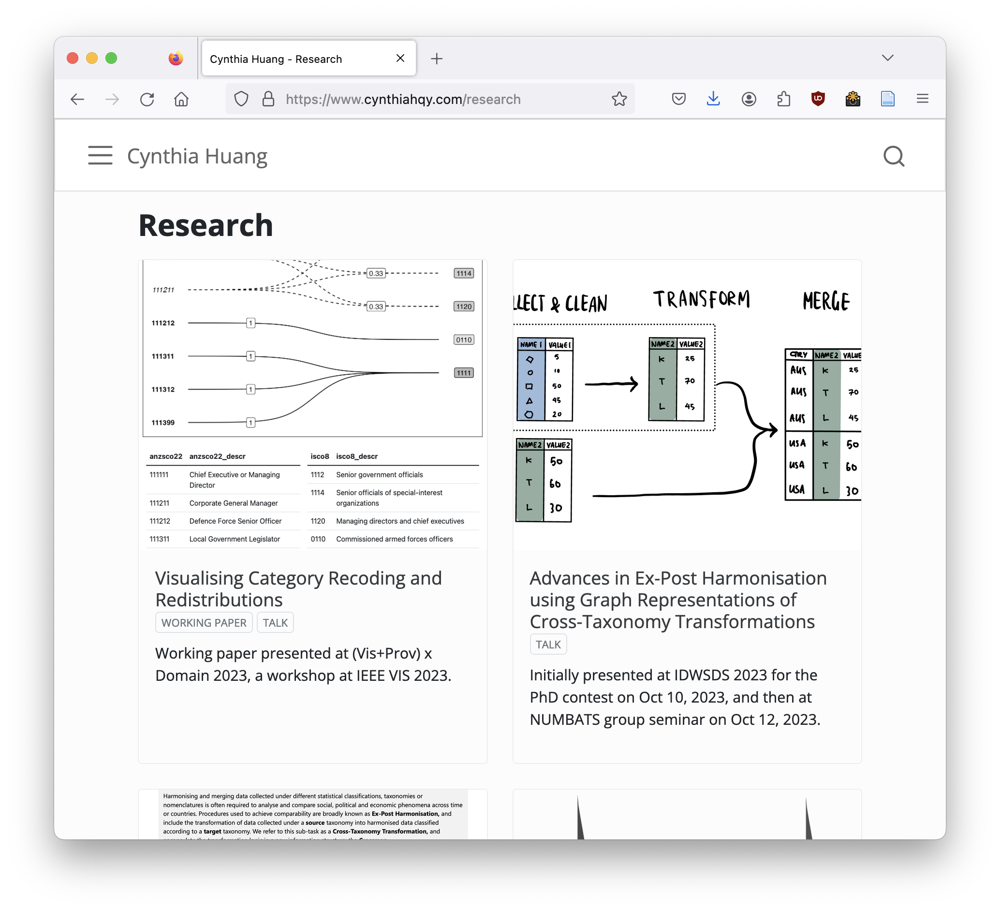 Cynthia Huang - Research
https://www.cynthiahqy.com/research
Cynthia Huang
Research
0.33 1114
111211
0.33 1120
111212 1
0110
111311 1
1111
111312 1
111399 1
anzsco22 anzsco22_descr
111111 Chief Executive or Managing
Director
111211 Corporate General Manager
111212 Defence Force Senior Officer
111311 Local Government Legislator
isco8 isco8_descr
1112 Senior government officials
1114 Senior officials of special-interest
organizations
1120 Managing directors and chief executives
0110 Commissioned armed forces officers
Visualising Category Recoding and
Redistributions
WORKING PAPER TALK
Working paper presented at (Vis+Prov) x
Domain 2023, a workshop at IEEE VIS 2023.
LLECT & CLEAN TRANSFORM MERGE
NAME1 VALUE1
5
10
50
45
20
NAME2 VALUE2
K 25
T 70
L 45
NAME2 VALUE2
K 50
T 60
L 30
CTRY NAME2 VALUE
AUS K 25
AUS T 70
AUS L 45
USA K 50
USA T 60
USA L 30
Advances in Ex-Post Harmonisation
using Graph Representations of
Cross-Taxonomy Transformations
TALK
Initially presented at IDWSDS 2023 for the
PhD contest on Oct 10, 2023, and then at
NUMBATS group seminar on Oct 12, 2023.
Harmonising and merging data collected under different statistical classifications, taxonomies or
nomenclatures is often required to analyse and compare social, political and economic phenomena across time
or countries. Procedures used to achieve comparability are broadly known as Ex-Post Harmonisation, and
include the transformation of data collected under a source taxonomy into harmonised data classified
according to a target taxonomy. We refer to this sub-task as a Cross-Taxonomy Transformation, and